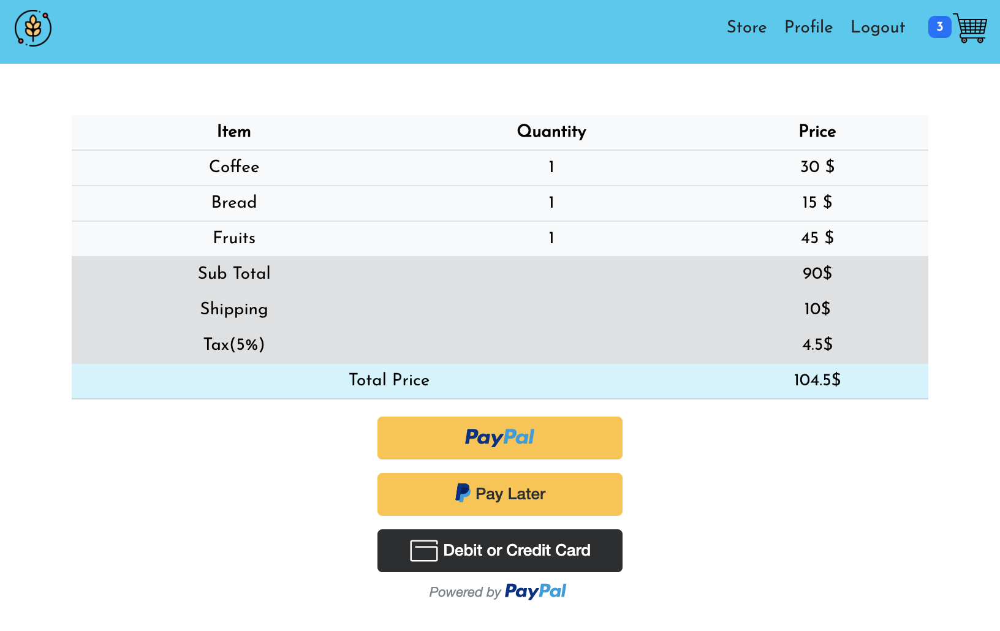 Store Profile Logout 3
Item Quantity Price
Coffee 1 30 $
Bread 1 15 $
Fruits 1 45 $
Sub Total 90$
Shipping 10$
Tax(5%) 4.5$
Total Price 104.5$
PayPal
Pay Later
Debit or Credit Card
Powered by PayPal